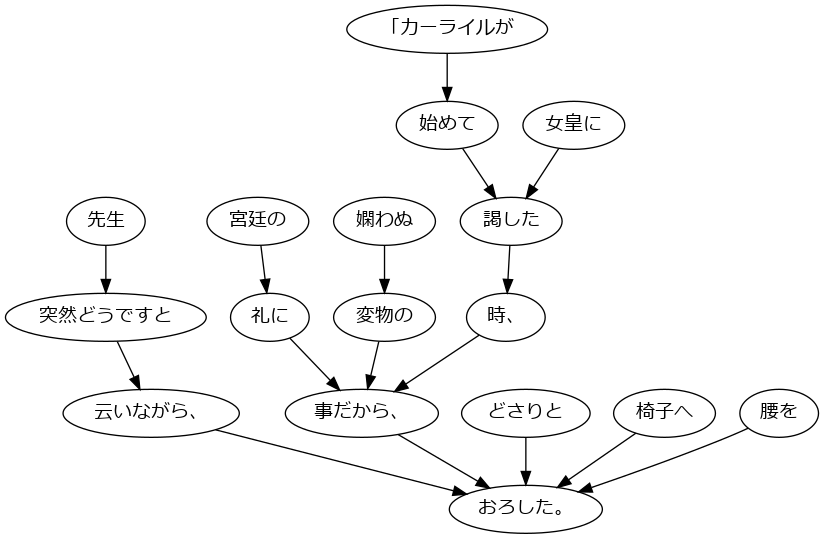 「カーライルが
始めて
女皇に
先生
宮廷の
嫻わぬ
謁した
突然どうですと
礼に
変物の
時、
云いながら、
事だから、
どさりと
椅子へ
腰を
おろした。